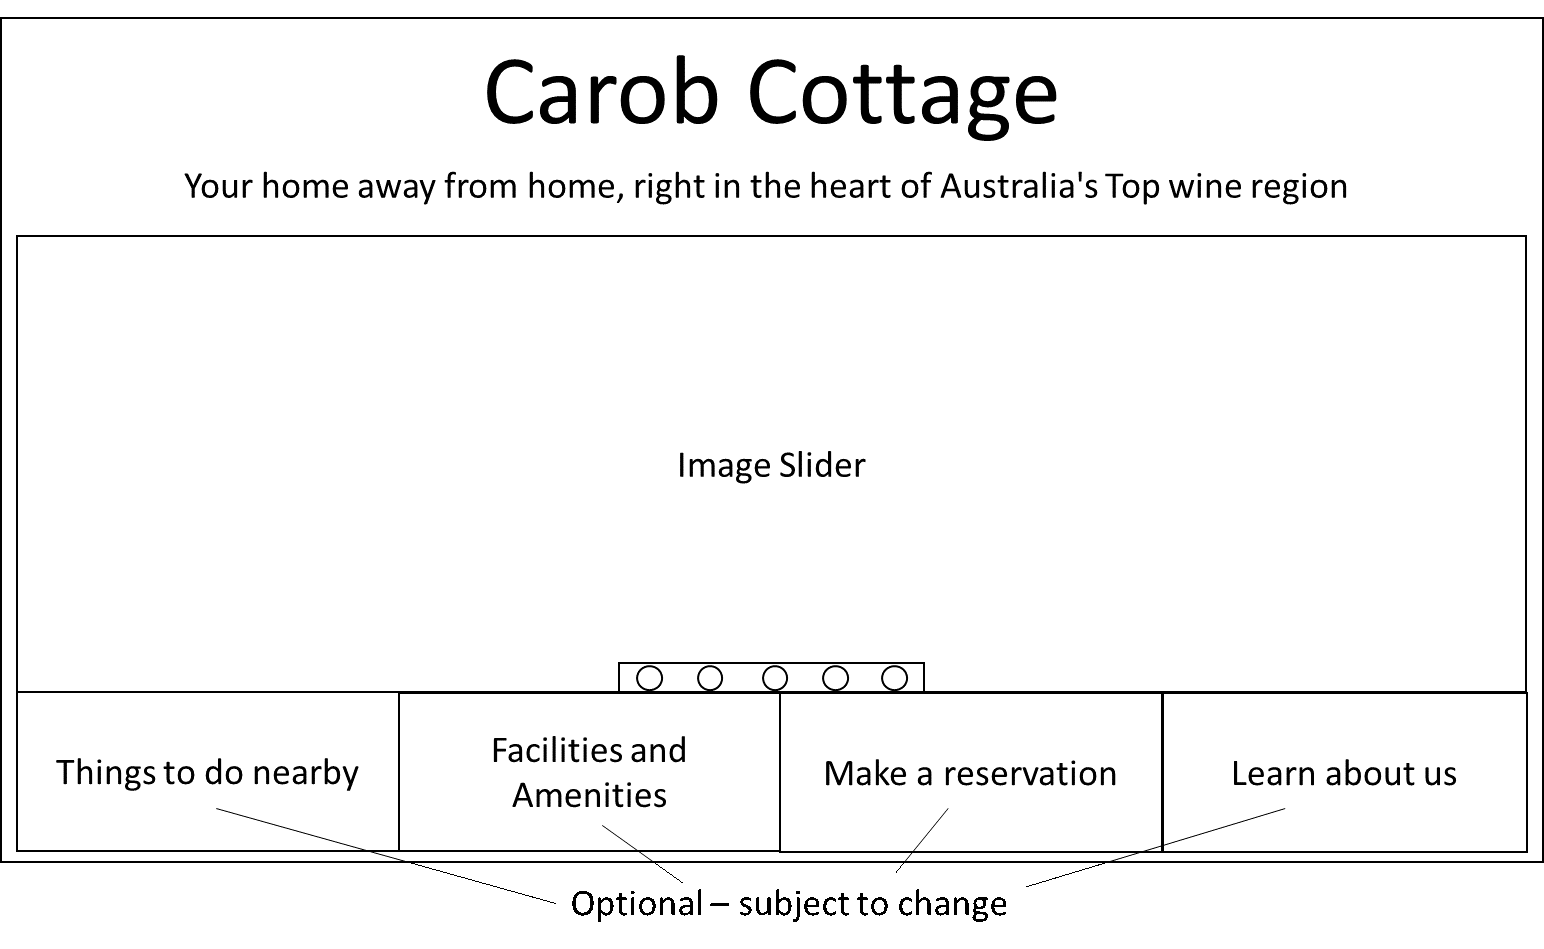 Carob Cottage
Your home away from home, right in the heart of Australia's Top wine region
Image Slider
Things to do nearby
Facilities and
Amenities
Make a reservation
Learn about us
Optional – subject to change